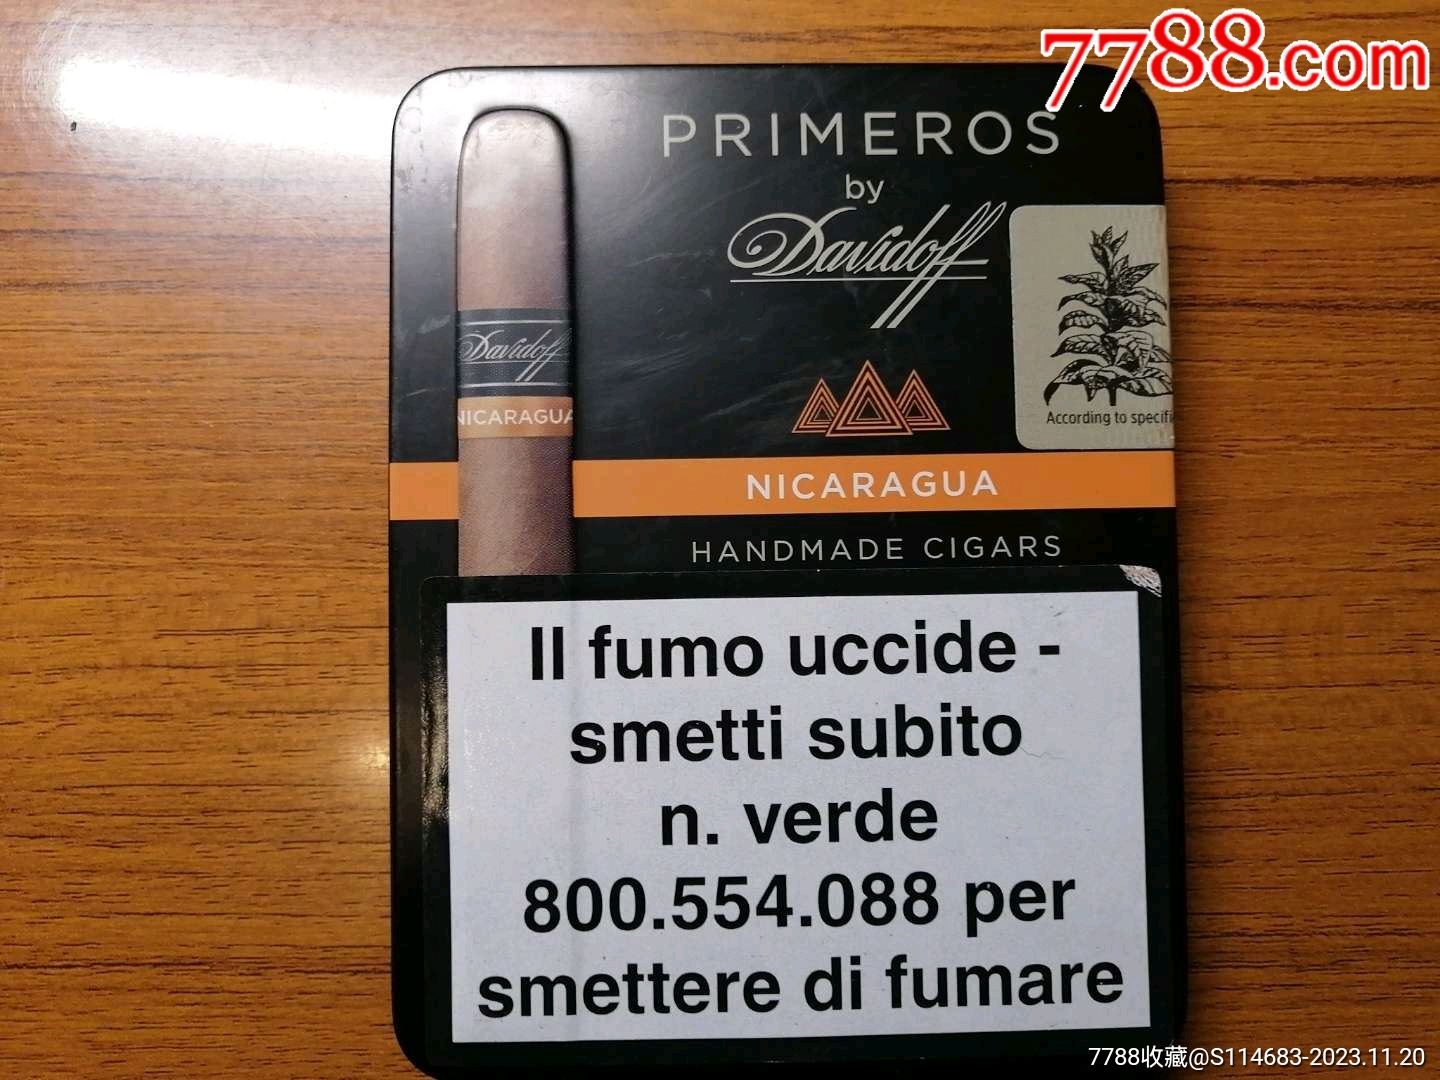 7788.com
PRIMEROS
by
Davidoff
According to specifi
Davidoff
NICARAGUA
NICARAGUA
HANDMADE CIGARS
Il fumo uccide -
smetti subito
n. verde
800.554.088 per
smettere di fumare
7788收藏@S114683-2023.11.20